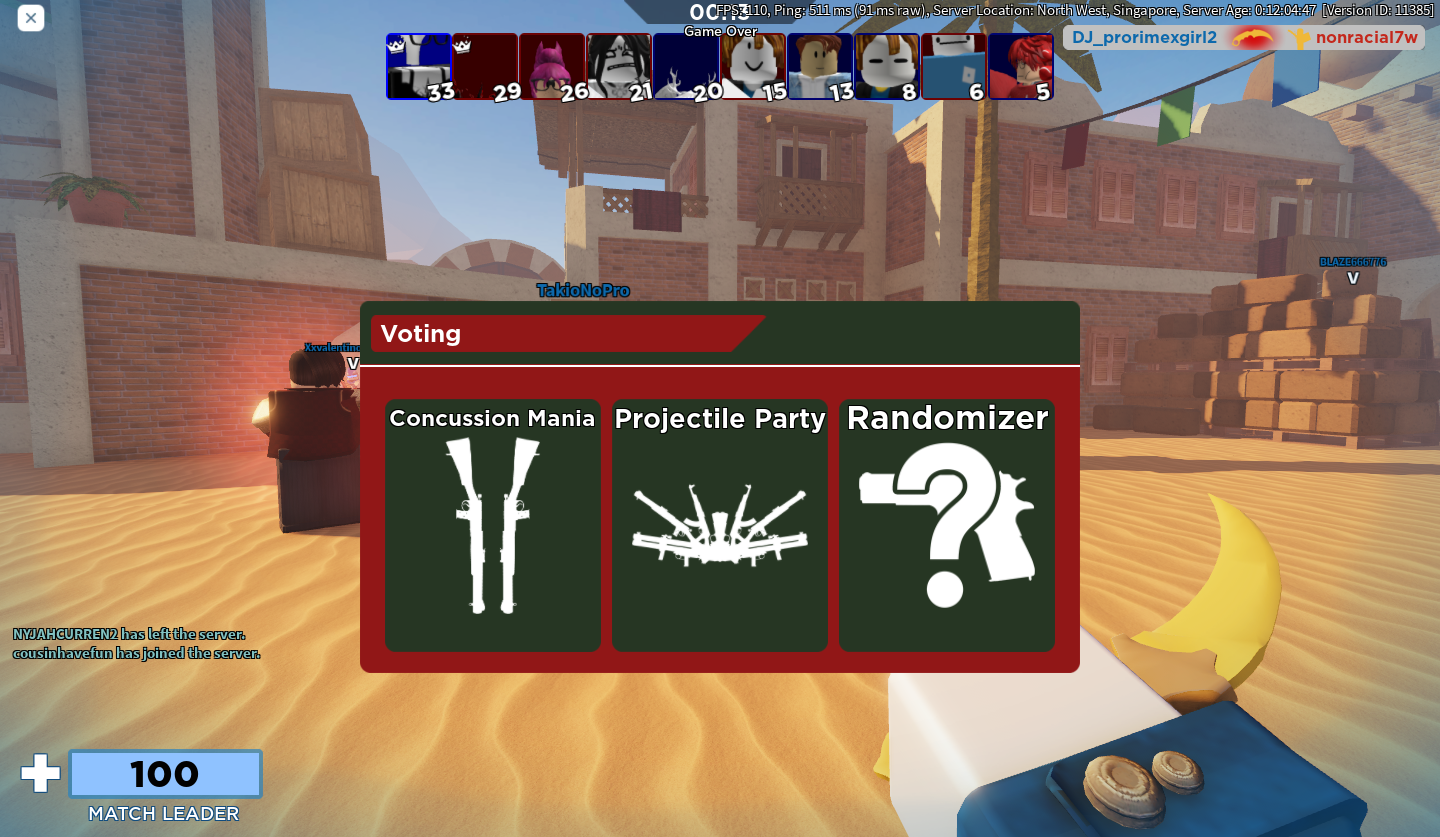 FPS: 110, Ping: 511 ms (91 ms raw), Server Location: North West, Singapore, Server Age: 0:12:04:47 [Version ID: 11385]
Game Over
DJ_prorimexgirl2 nonracial7w
33 29 26 21 20 15 13 8 6 5
BLAZE666776
V
TakioNoPro
Voting
Xxvalentino
V
Concussion Mania
Projectile Party
Randomizer
NYJAHCURREN2 has left the server.
cousinhavefun has joined the server.
100
MATCH LEADER